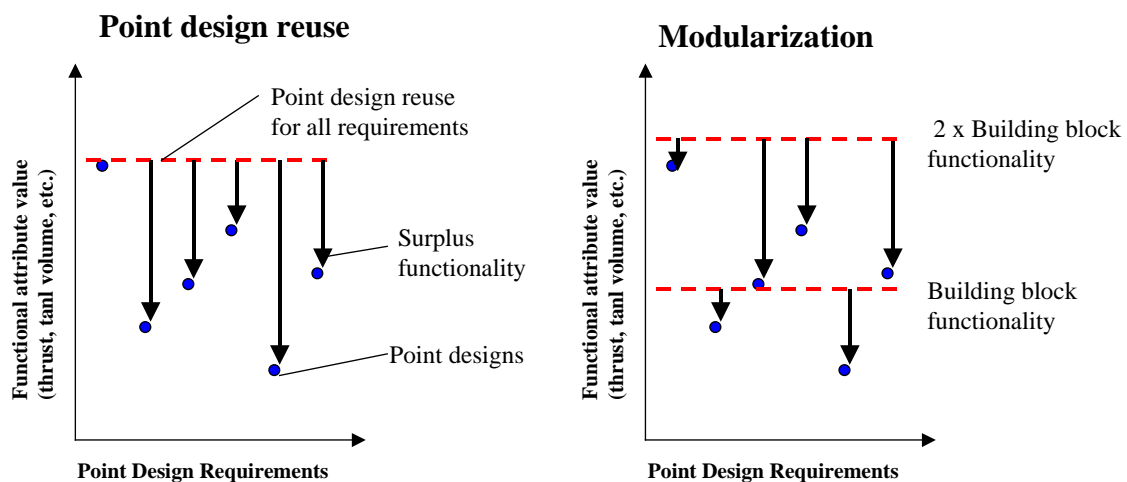 Point design reuse
Point design reuse
for all requirements
Surplus
functionality
Point designs
Functional attribute value
(thrust, tanl volume, etc.)
Point Design Requirements
Modularization
2 x Building block
functionality
Building block
functionality
Functional attribute value
(thrust, tanl volume, etc.)
Point Design Requirements